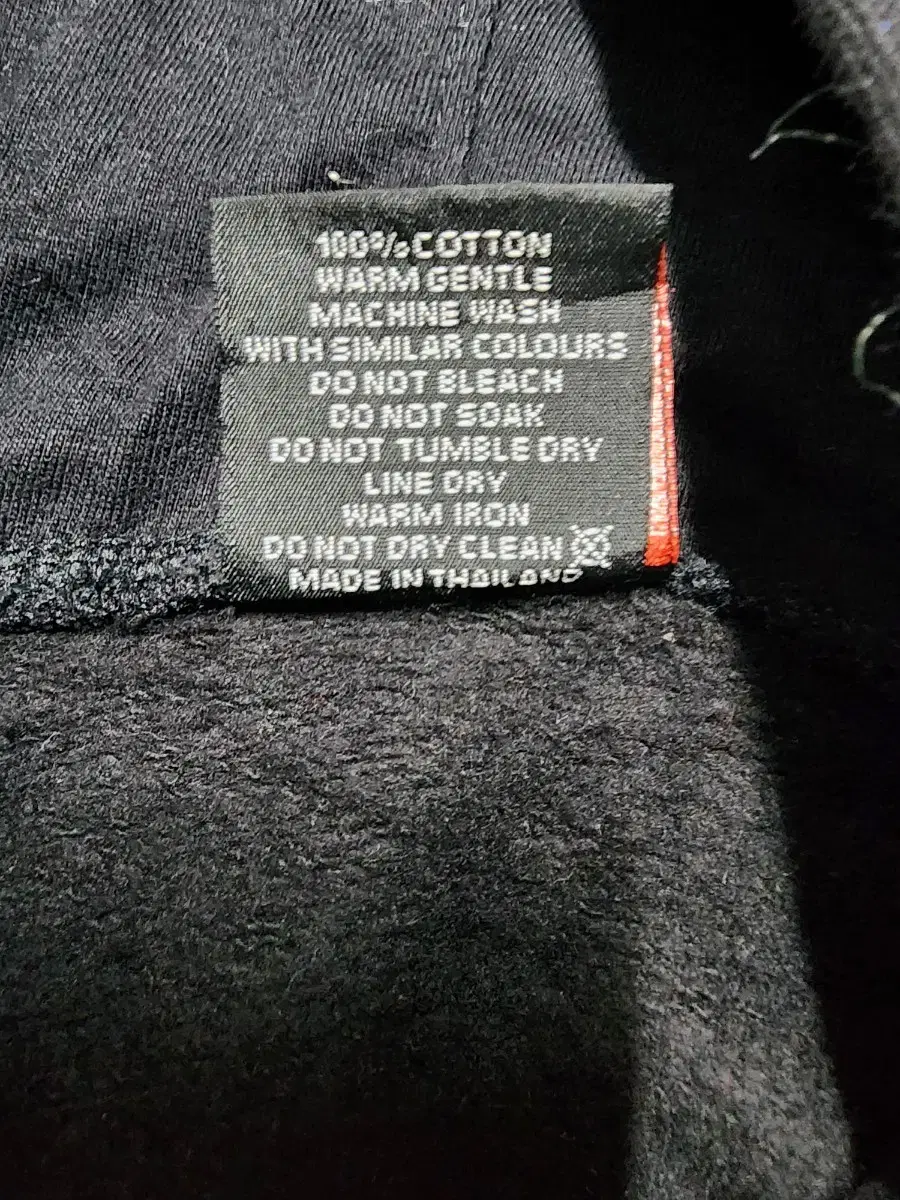 100% COTTON
WARM GENTLE
MACHINE WASH
WITH SIMILAR COLOURS
DO NOT BLEACH
DO NOT SOAK
DO NOT TUMBLE DRY
LINE DRY
WARM IRON
DO NOT DRY CLEAN
MADE IN THAILAND